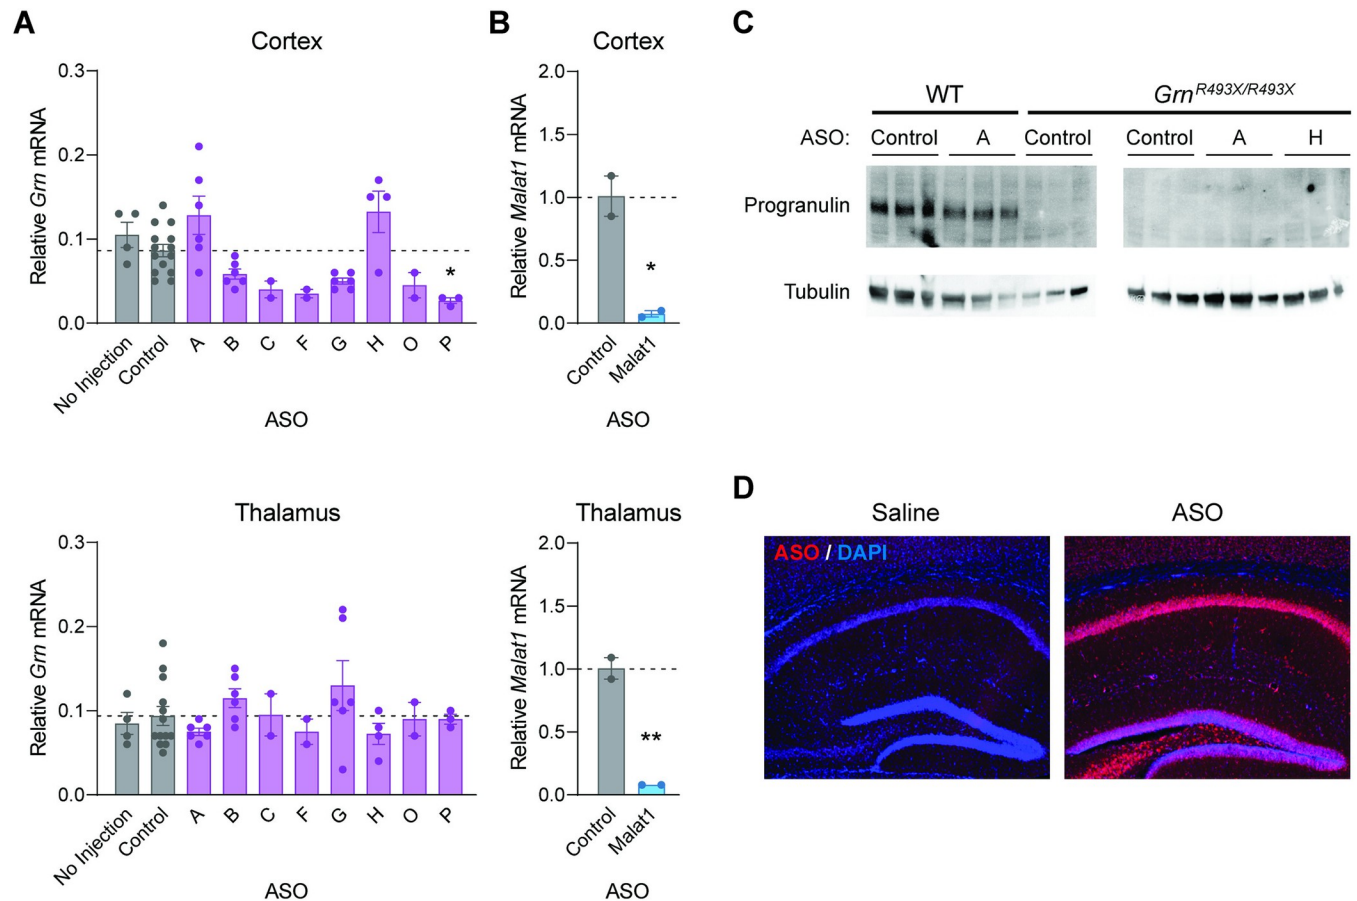 A
Cortex
Relative Grn mRNA
0.3
0.2
0.1
0.0
No Injection
Control
A
B
C
F
G
H
O
P
*
ASO
B
Cortex
Relative Malat1 mRNA
2.0
1.5
1.0
0.5
0.0
*
Control
Malat1
ASO
C
WT
Grn R493X/R493X
ASO: Control A Control Control A H
Progranulin
Tubulin
Thalamus
Relative Grn mRNA
0.3
0.2
0.1
0.0
No Injection
Control
A
B
C
F
G
H
O
P
ASO
Thalamus
Relative Malat1 mRNA
2.0
1.5
1.0
0.5
0.0
**
Control
Malat1
ASO
D
Saline
ASO
ASO / DAPI